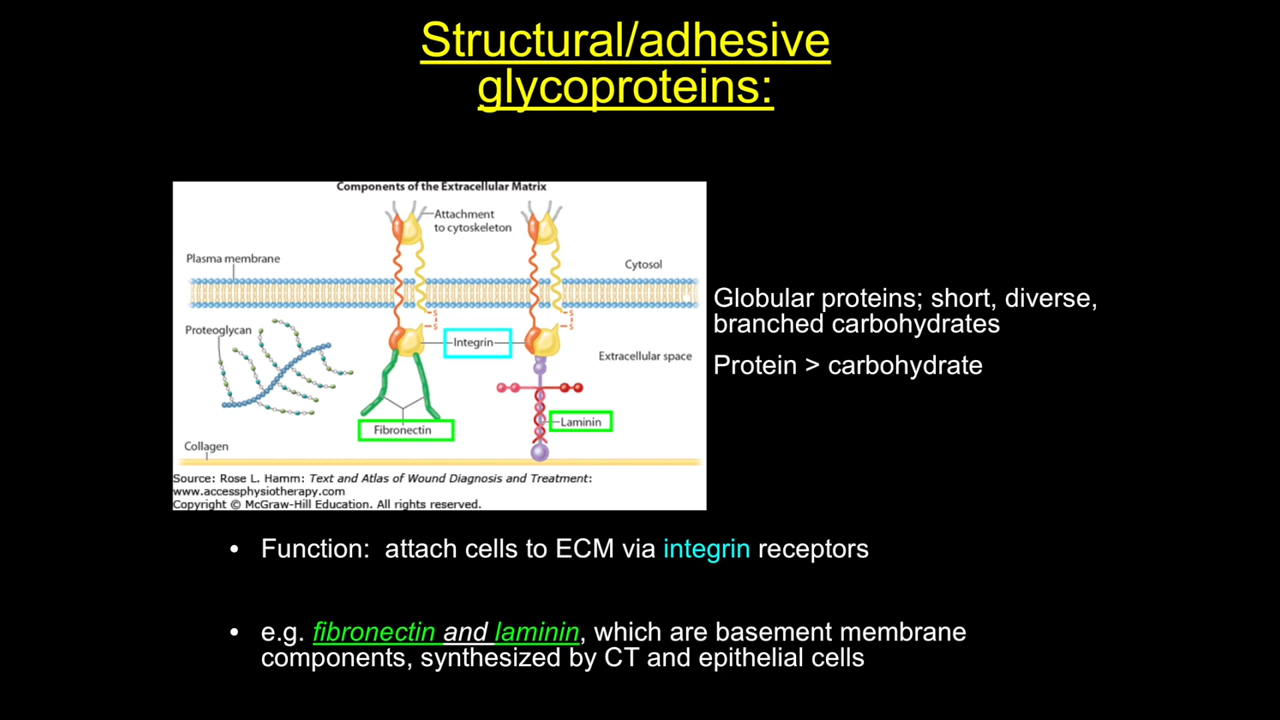 Structural/adhesive
glycoproteins:
Components of the Extracellular Matrix
Attachment
to cytoskeleton
Plasma membrane
Cytosol
S
S
S
S
Proteoglycan
Integrin
Extracellular space
Fibronectin
Laminin
Collagen
Source: Rose L. Hamm: Text and Atlas of Wound Diagnosis and Treatment:
www.accessphysiotherapy.com
Copyright © McGraw-Hill Education. All rights reserved.
Globular proteins; short, diverse,
branched carbohydrates
Protein > carbohydrate
• Function: attach cells to ECM via integrin receptors
• e.g. fibronectin and laminin, which are basement membrane
components, synthesized by CT and epithelial cells